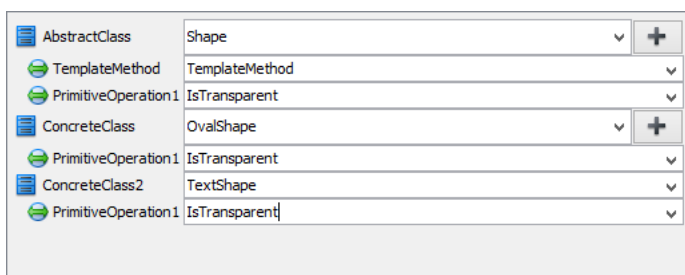 AbstractClass Shape
TemplateMethod TemplateMethod
PrimitiveOperation1 IsTransparent
ConcreteClass OvalShape
PrimitiveOperation1 IsTransparent
ConcreteClass2 TextShape
PrimitiveOperation1 IsTransparent